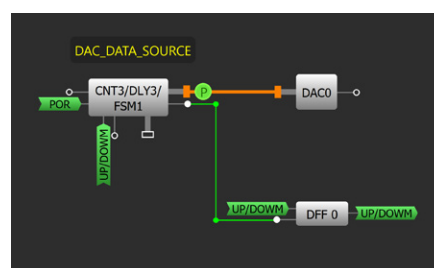 DAC_DATA_SOURCE
CNT3/DLY3/
FSM1
POR
P
DAC0
UP/DOWM
UP/DOWM
DFF 0
UP/DOWM